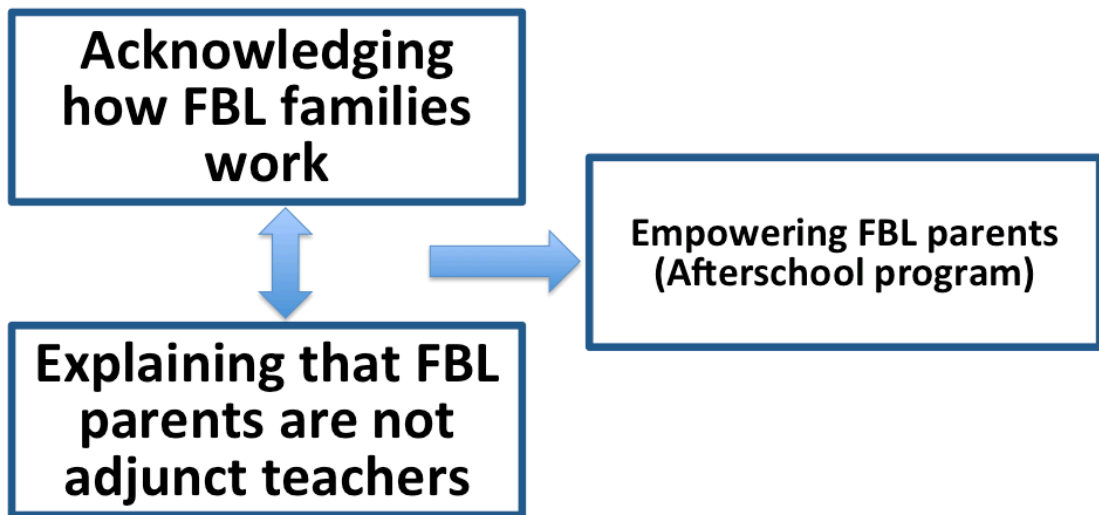 Acknowledging
how FBL families
work
Empowering FBL parents
(Afterschool program)
Explaining that FBL
parents are not
adjunct teachers